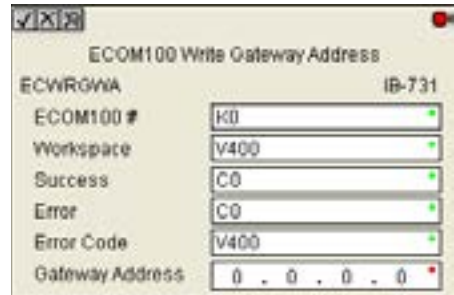 ECOM100 Write Gateway Address
ECWRGWA IB-731
ECOM100 # K0
Workspace V400
Success C0
Error C0
Error Code V400
Gateway Address 0 . 0 . 0 . 0